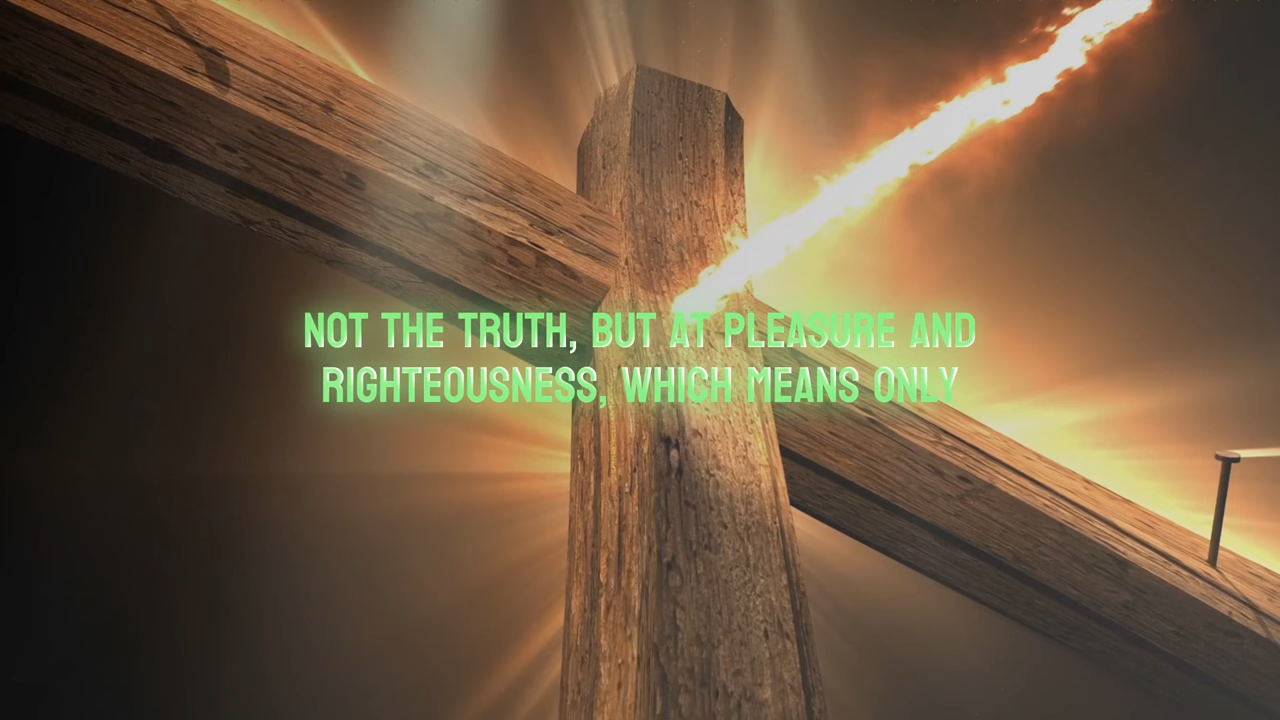 NOT THE TRUTH, BUT AT PLEASURE AND
RIGHTEOUSNESS, WHICH MEANS ONLY